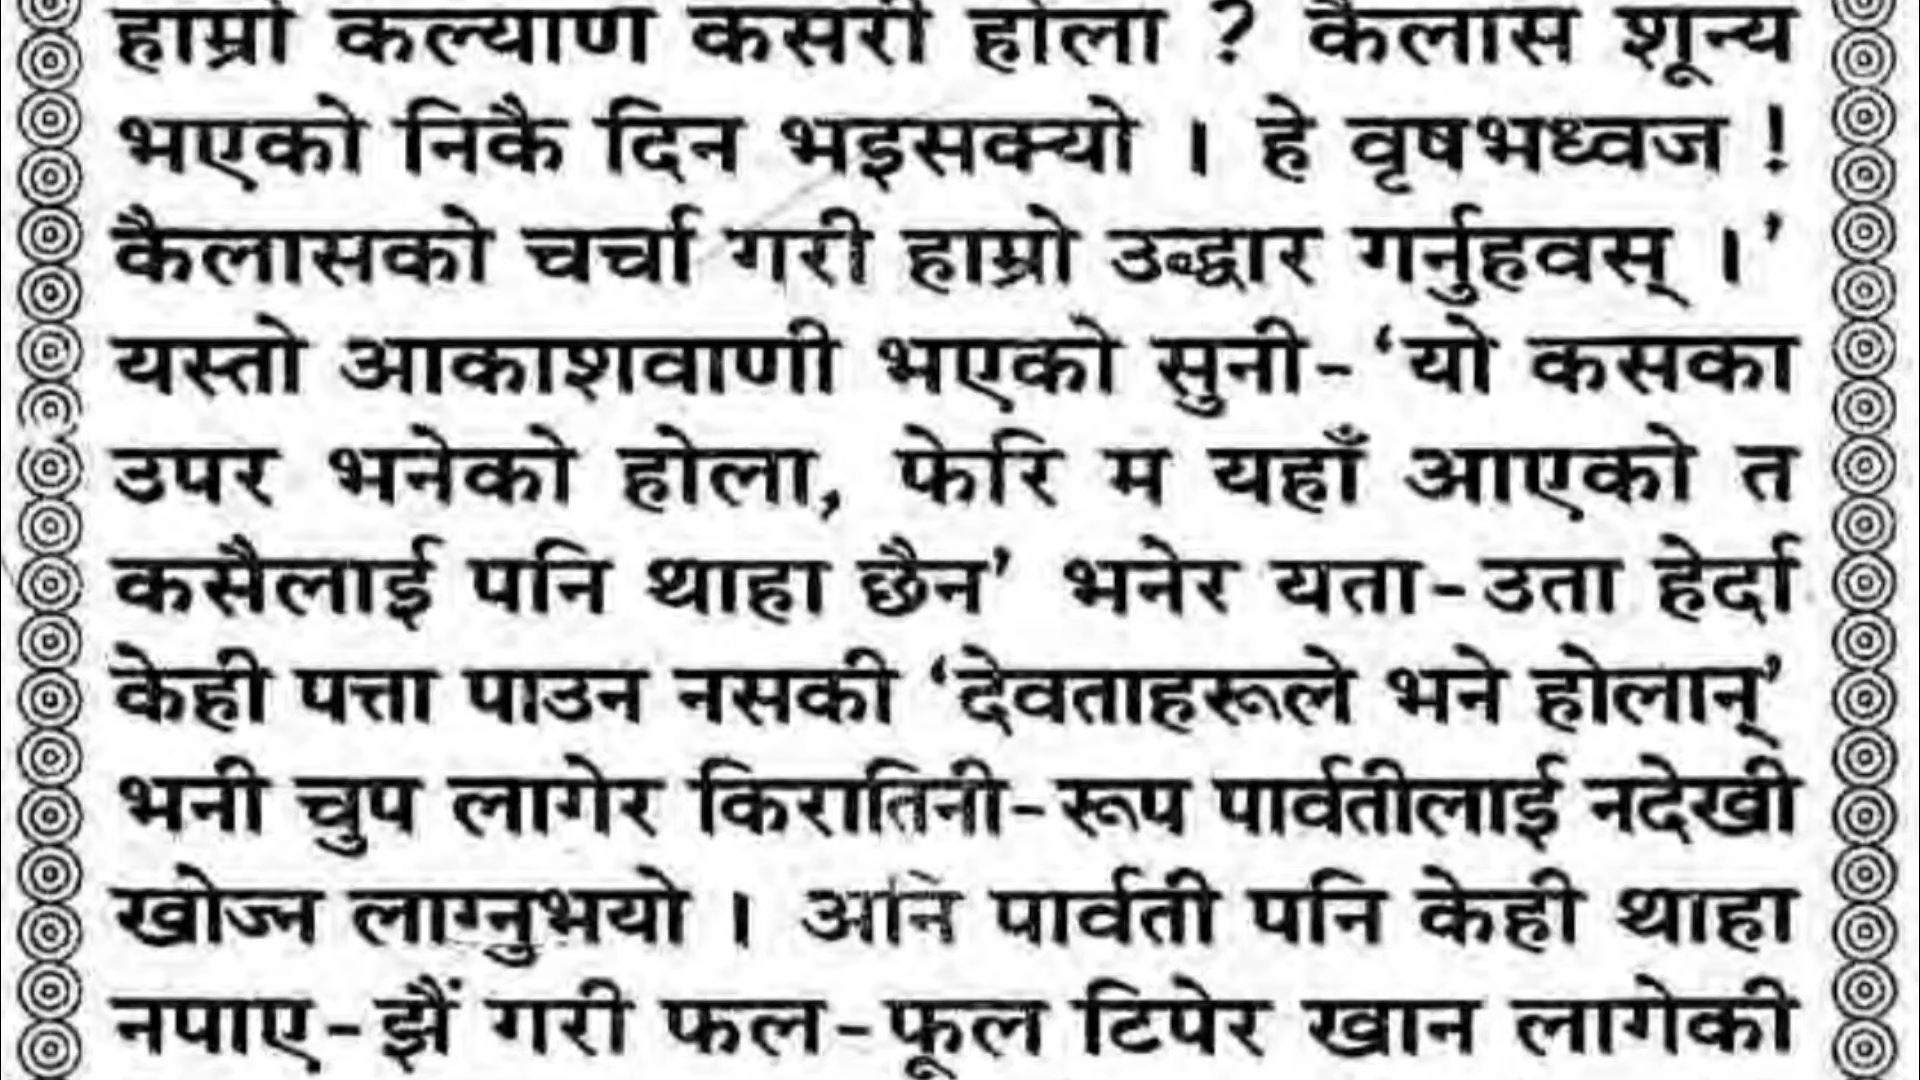 हाम्रो कल्याण कसरी होला ? कैलास शून्य
भएको निकै दिन भइसक्यो । हे वृषभध्वज !
कैलासको चर्चा गरी हाम्रो उद्धार गर्नुहवस् ।’
यस्तो आकाशवाणी भएको सुनी-‘यो कसका
उपर भनेको होला, फेरि म यहाँ आएको त
कसैलाई पनि थाहा छैन’ भनेर यता-उता हेर्दा
केही पत्ता पाउन नसकी ‘देवताहरूले भने होलान्’
भनी चुप लागेर किरातिनी-रूप पार्वतीलाई नदेखी
खोज्न लाग्नुभयो । अनि पार्वती पनि केही थाहा
नपाए-झैं गरी फल-फूल टिपेर खान लागेकी